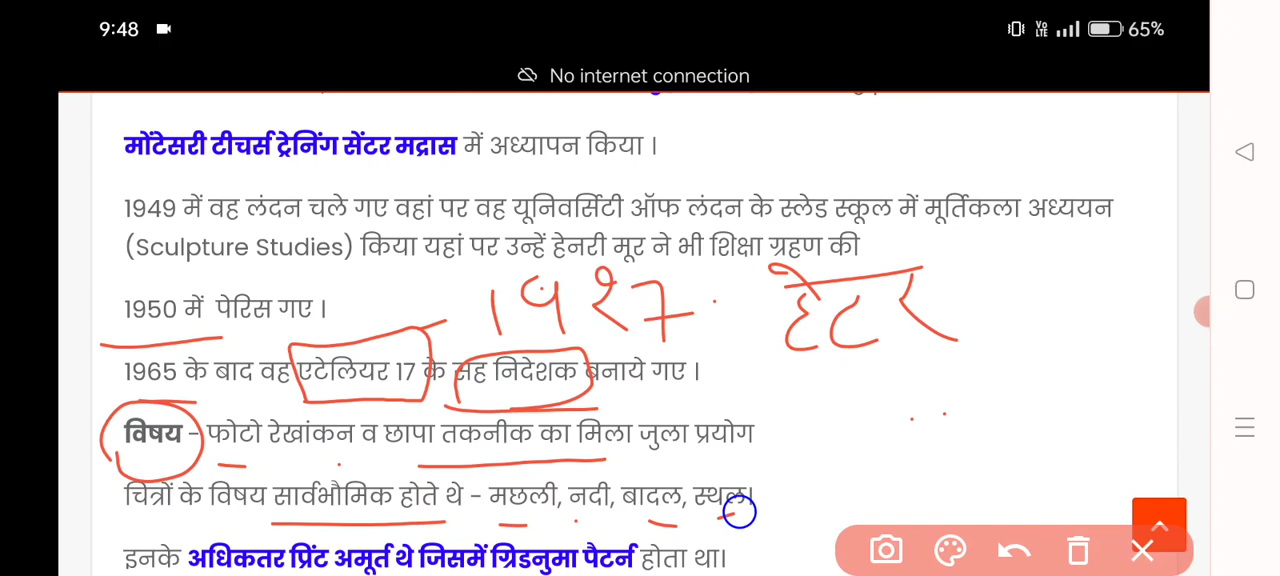 9:48 65%
No internet connection
मोंटेसरी टीचर्स ट्रेनिंग सेंटर मद्रास में अध्यापन किया ।
1949 में वह लंदन चले गए वहां पर वह यूनिवर्सिटी ऑफ लंदन के स्लेड स्कूल में मूर्तिकला अध्ययन
(Sculpture Studies) किया यहां पर उन्हें हेनरी मूर ने भी शिक्षा ग्रहण की
1950 में पेरिस गए ।
१९२७ हैटर
1965 के बाद वह एटेलियर 17 के सह निदेशक बनाये गए ।
विषय - फोटो रेखांकन व छापा तकनीक का मिला जुला प्रयोग
चित्रों के विषय सार्वभौमिक होते थे - मछली, नदी, बादल, स्थल।
इनके अधिकतर प्रिंट अमूर्त थे जिसमें ग्रिडनुमा पैटर्न होता था।